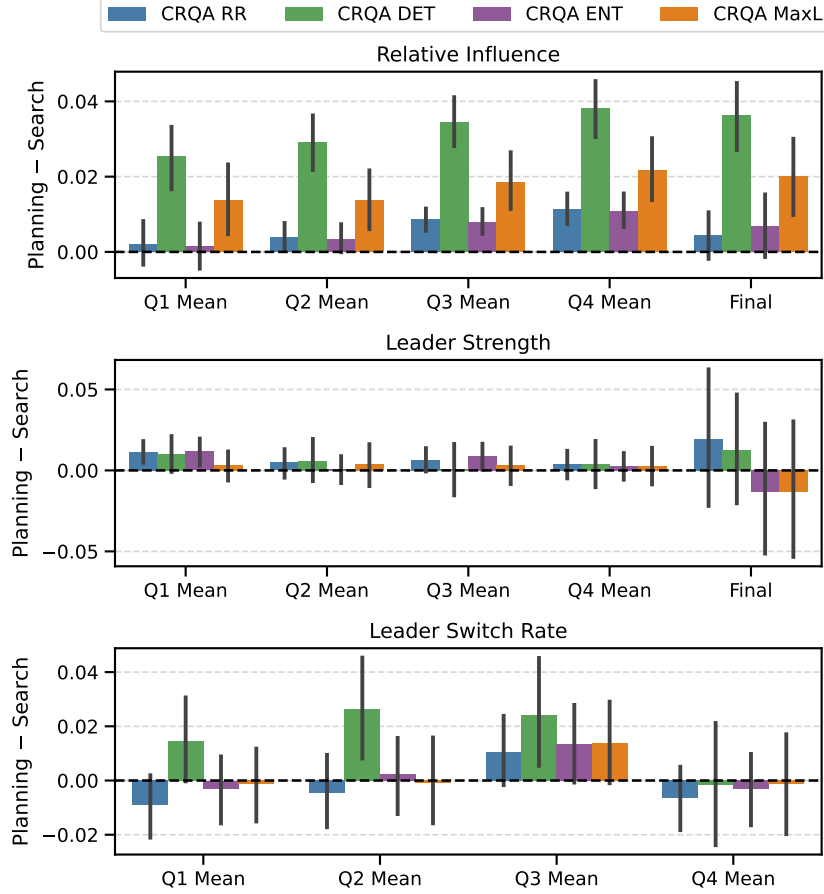 CRQA RR CRQA DET CRQA ENT CRQA MaxL
Relative Influence
Planning − Search
0.04
0.02
0.00
Q1 Mean Q2 Mean Q3 Mean Q4 Mean Final
Leader Strength
Planning − Search
0.05
0.00
−0.05
Q1 Mean Q2 Mean Q3 Mean Q4 Mean Final
Leader Switch Rate
Planning − Search
0.04
0.02
0.00
−0.02
Q1 Mean Q2 Mean Q3 Mean Q4 Mean